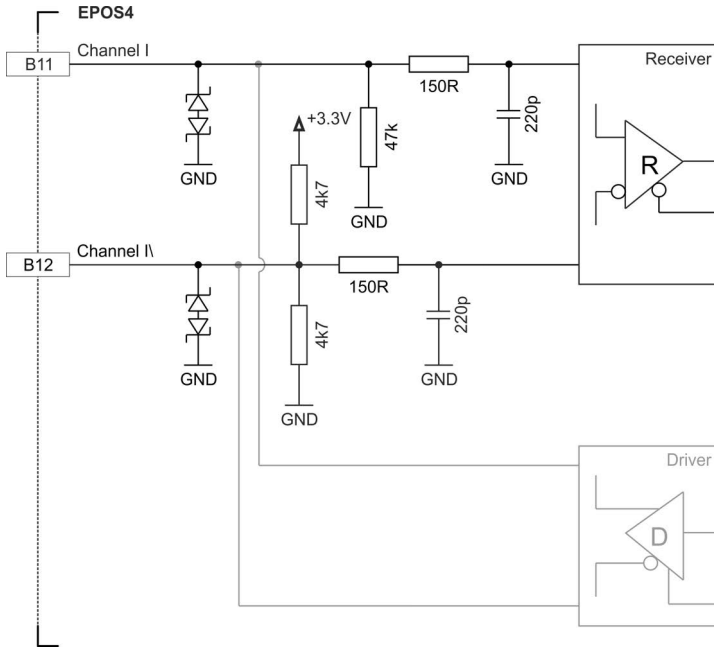 EPOS4
Channel I
B11
Receiver
150R
+3.3V
47k
220p
GND
GND
4k7
GND
GND
R
Channel I\
B12
150R
4k7
220p
GND
GND
GND
Driver
D